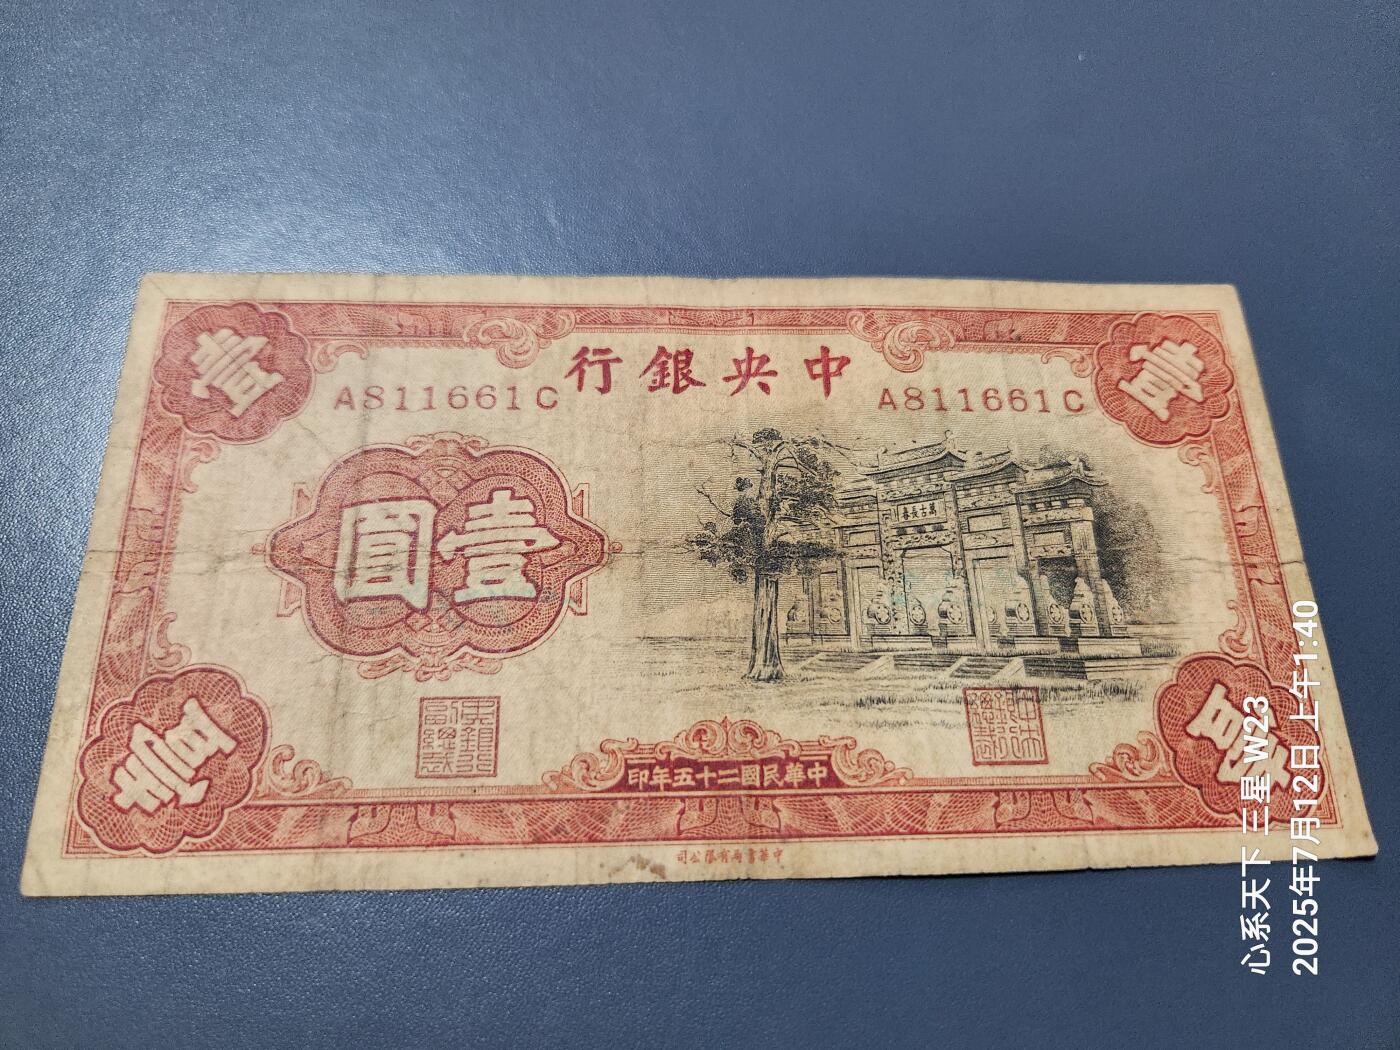 中央銀行
A811661C
A811661C
壹
壹
萬古長春
壹圓
中華民國二十五年印
壹
壹
中華書局有限公司
心系天下 三星 W23
2025年7月12日上午1:40